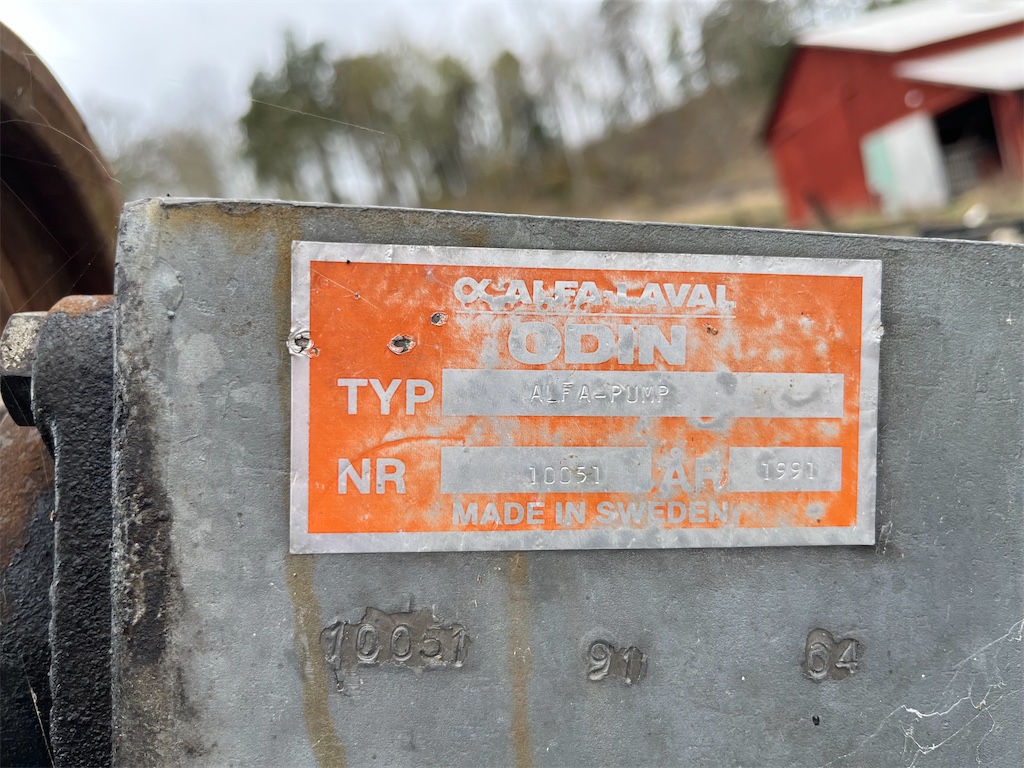 ALFA-LAVAL
ODIN
TYP ALFA-PUMP
NR 10051 ÅR 1991
MADE IN SWEDEN
10051 91 64